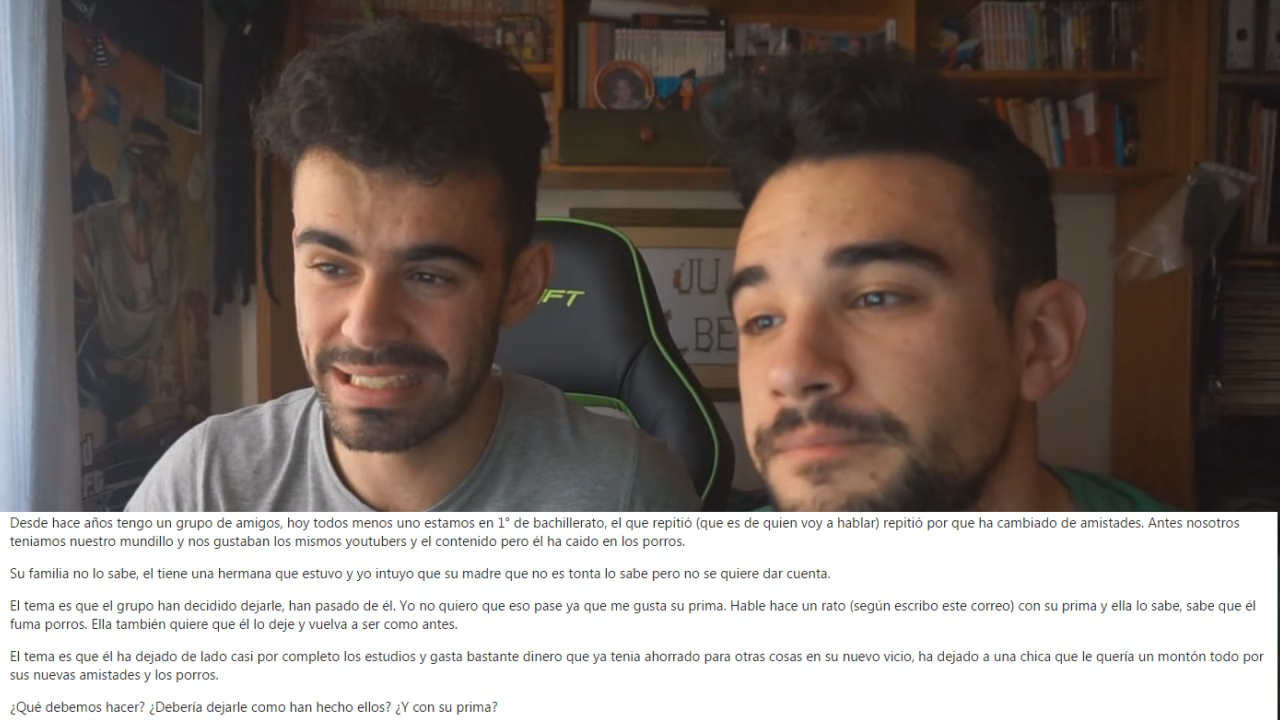 IFT
JU
BE
Desde hace años tengo un grupo de amigos, hoy todos menos uno estamos en 1° de bachillerato, el que repitió (que es de quien voy a hablar) repitió por que ha cambiado de amistades. Antes nosotros
teniamos nuestro mundillo y nos gustaban los mismos youtubers y el contenido pero él ha caido en los porros.
Su familia no lo sabe, el tiene una hermana que estuvo y yo intuyo que su madre que no es tonta lo sabe pero no se quiere dar cuenta.
El tema es que el grupo han decidido dejarle, han pasado de él. Yo no quiero que eso pase ya que me gusta su prima. Hable hace un rato (según escribo este correo) con su prima y ella lo sabe, sabe que él
fuma porros. Ella también quiere que él lo deje y vuelva a ser como antes.
El tema es que él ha dejado de lado casi por completo los estudios y gasta bastante dinero que ya tenia ahorrado para otras cosas en su nuevo vicio, ha dejado a una chica que le quería un montón todo por
sus nuevas amistades y los porros.
¿Qué debemos hacer? ¿Debería dejarle como han hecho ellos? ¿Y con su prima?